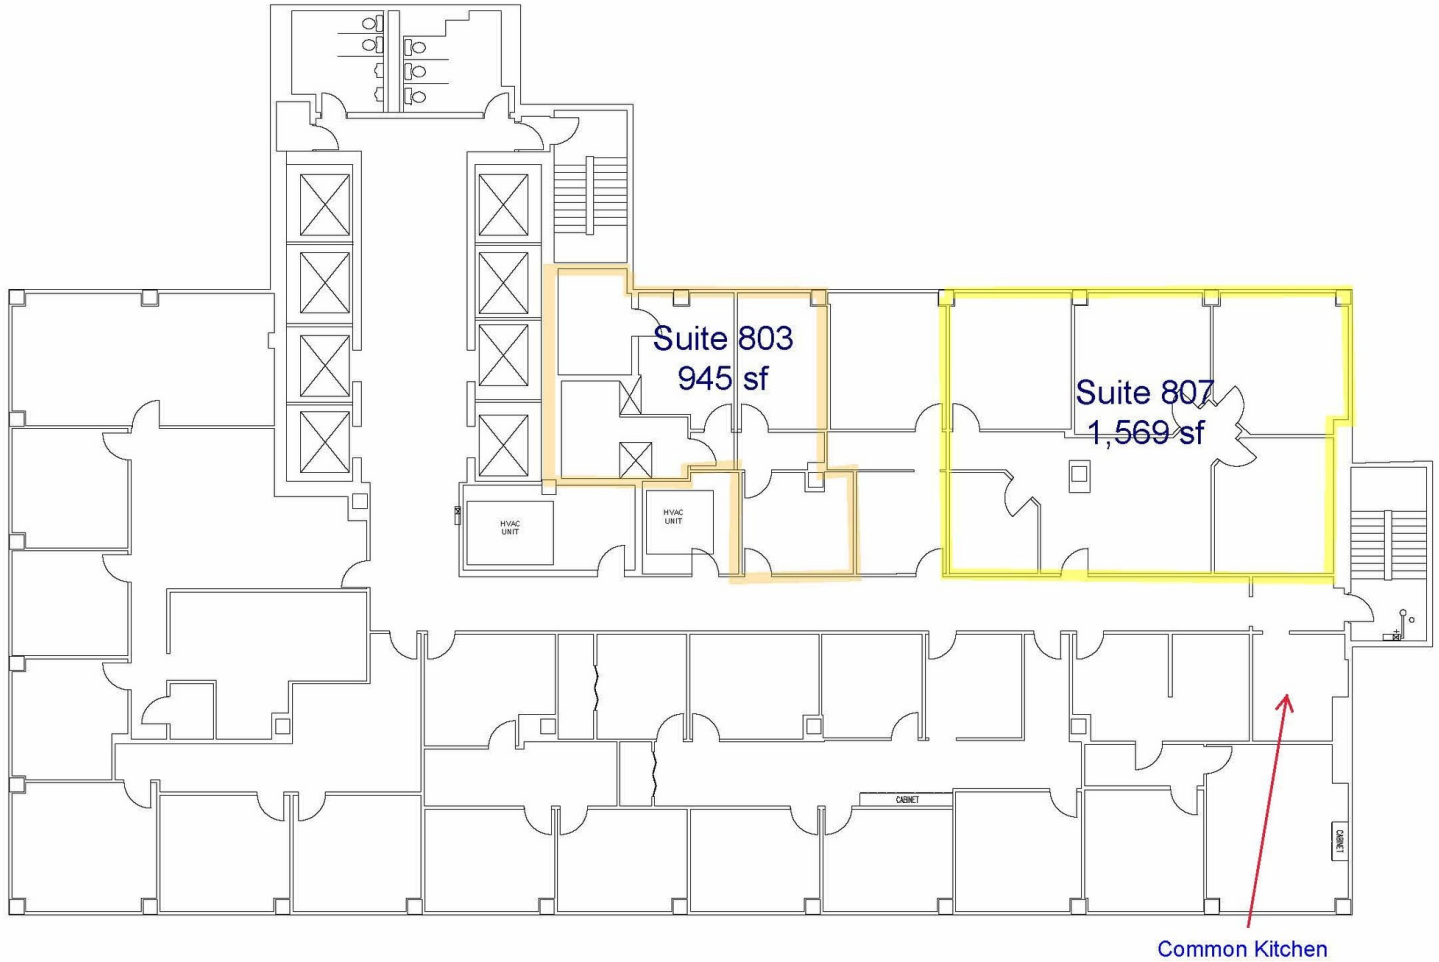 Suite 803
945 sf
Suite 807
1,569 sf
HVAC
UNIT
HVAC
UNIT
CABINET
CABINET
Common Kitchen